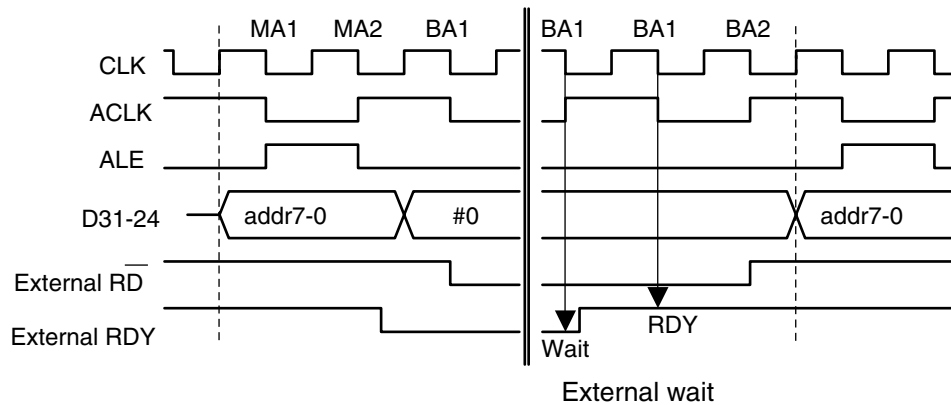 MA1 MA2 BA1 BA1 BA1 BA2
CLK
ACLK
ALE
D31-24 addr7-0 #0 addr7-0
External RD
External RDY RDY
Wait
External wait